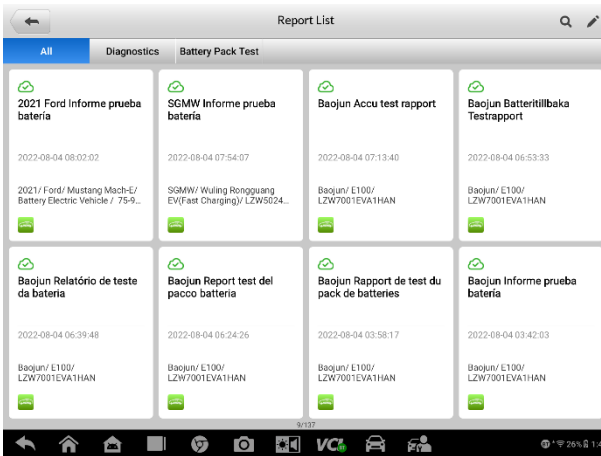 Report List
All
Diagnostics
Battery Pack Test
2021 Ford Informe prueba
batería
2022-08-04 08:02:02
2021/ Ford/ Mustang Mach-E/
Battery Electric Vehicle / 75-9...
SGMW Informe prueba
batería
2022-08-04 07:54:07
SGMW/ Wuling Rongguang
EV(Fast Charging)/ LZW5024...
Baojun Accu test rapport
2022-08-04 07:13:40
Baojun/ E100/
LZW7001EVA1HAN
Baojun Batteritillbaka
Testrapport
2022-08-04 06:53:33
Baojun/ E100/
LZW7001EVA1HAN
Baojun Relatório de teste
da bateria
2022-08-04 06:39:48
Baojun/ E100/
LZW7001EVA1HAN
Baojun Report test del
pacco batteria
2022-08-04 06:24:26
Baojun/ E100/
LZW7001EVA1HAN
Baojun Rapport de test du
pack de batteries
2022-08-04 03:58:17
Baojun/ E100/
LZW7001EVA1HAN
Baojun Informe prueba
batería
2022-08-04 03:42:03
Baojun/ E100/
LZW7001EVA1HAN
9/137
VCI
26%